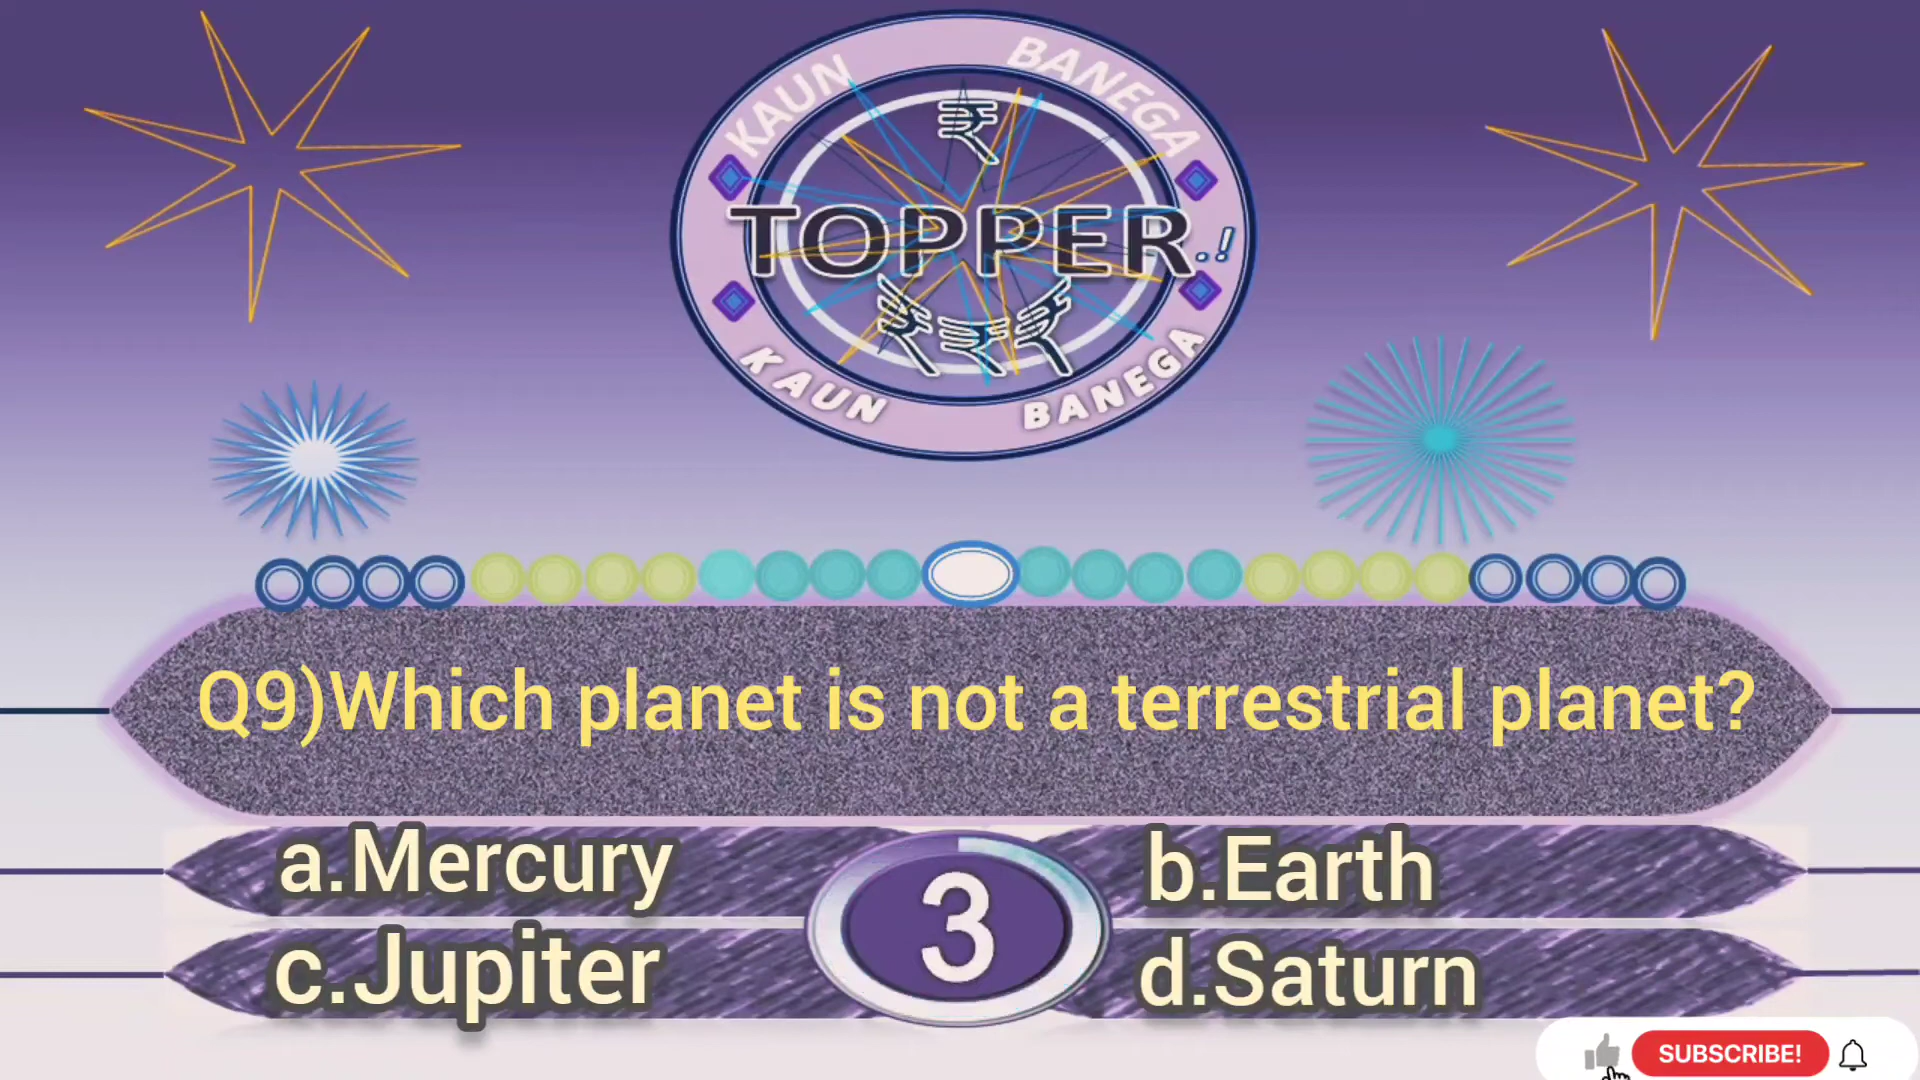 KAUN BANEGA
₹
TOPPER.!
₹₹₹
KAUN BANEGA
Q9)Which planet is not a terrestrial planet?
a.Mercury
b.Earth
3
c.Jupiter
d.Saturn
SUBSCRIBE!